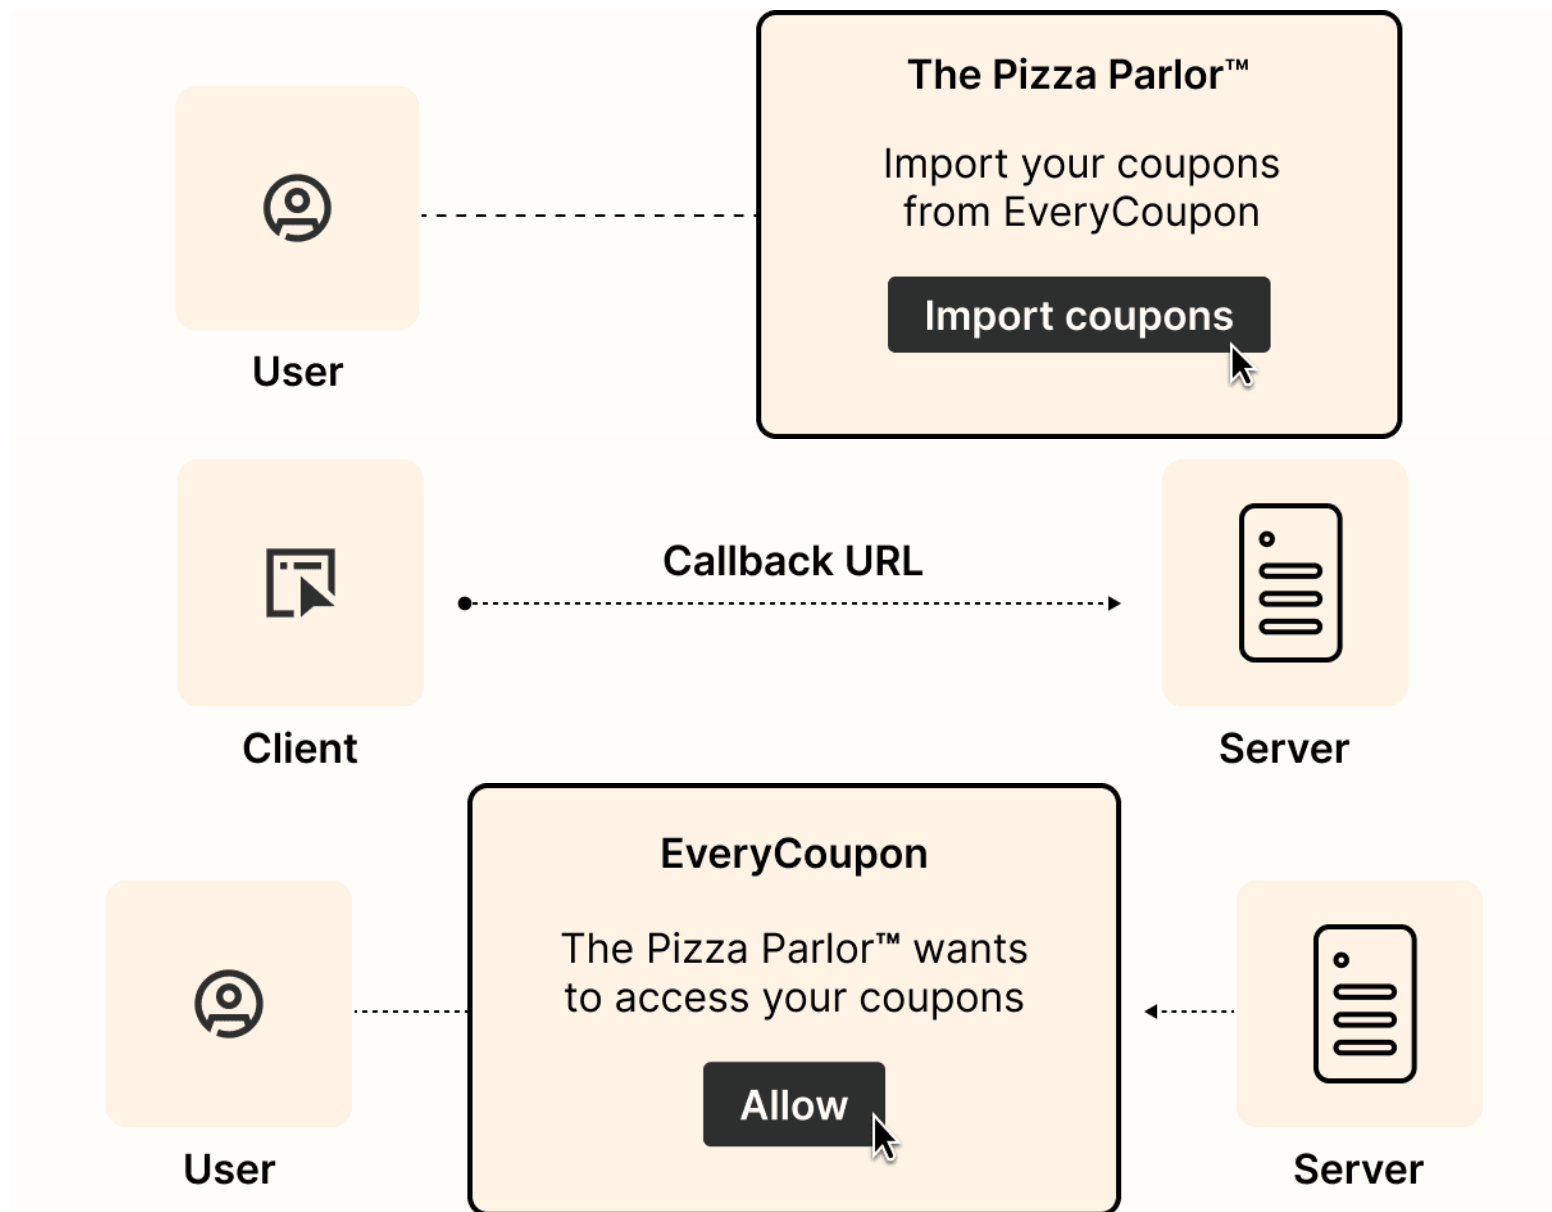 The Pizza Parlor™
Import your coupons
from EveryCoupon
Import coupons
User
Callback URL
Client
Server
EveryCoupon
The Pizza Parlor™ wants
to access your coupons
Allow
User
Server